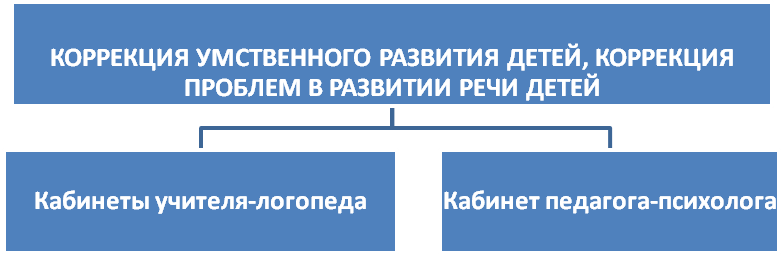 КОРРЕКЦИЯ УМСТВЕННОГО РАЗВИТИЯ ДЕТЕЙ, КОРРЕКЦИЯ
ПРОБЛЕМ В РАЗВИТИИ РЕЧИ ДЕТЕЙ
Кабинеты учителя-логопеда
Кабинет педагога-психолога